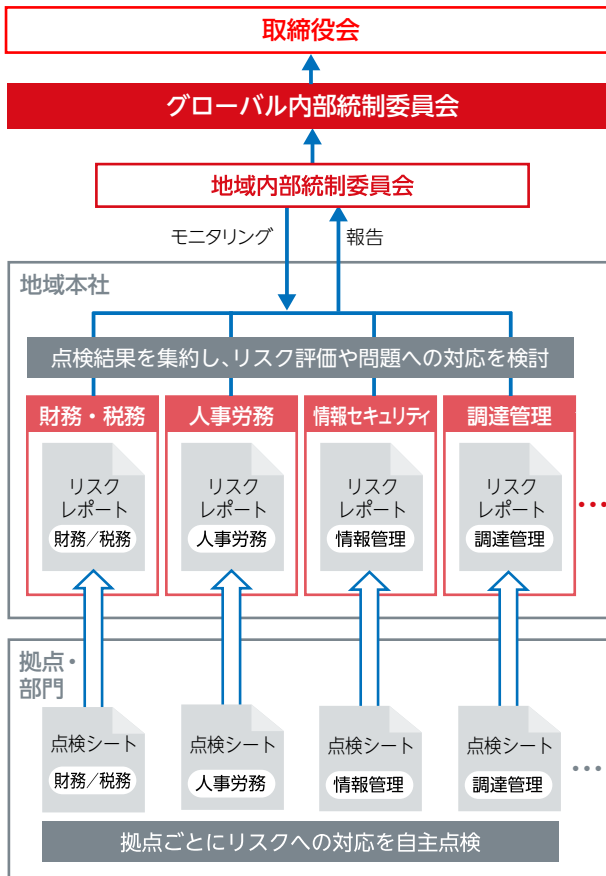 取締役会
グローバル内部統制委員会
地域内部統制委員会
モニタリング
報告
地域本社
点検結果を集約し、リスク評価や問題への対応を検討
財務・税務
人事労務
情報セキュリティ
調達管理
リスク
レポート
財務/税務
リスク
レポート
人事労務
リスク
レポート
情報管理
リスク
レポート
調達管理
…
拠点・
部門
点検シート
財務/税務
点検シート
人事労務
点検シート
情報管理
点検シート
調達管理
…
拠点ごとにリスクへの対応を自主点検